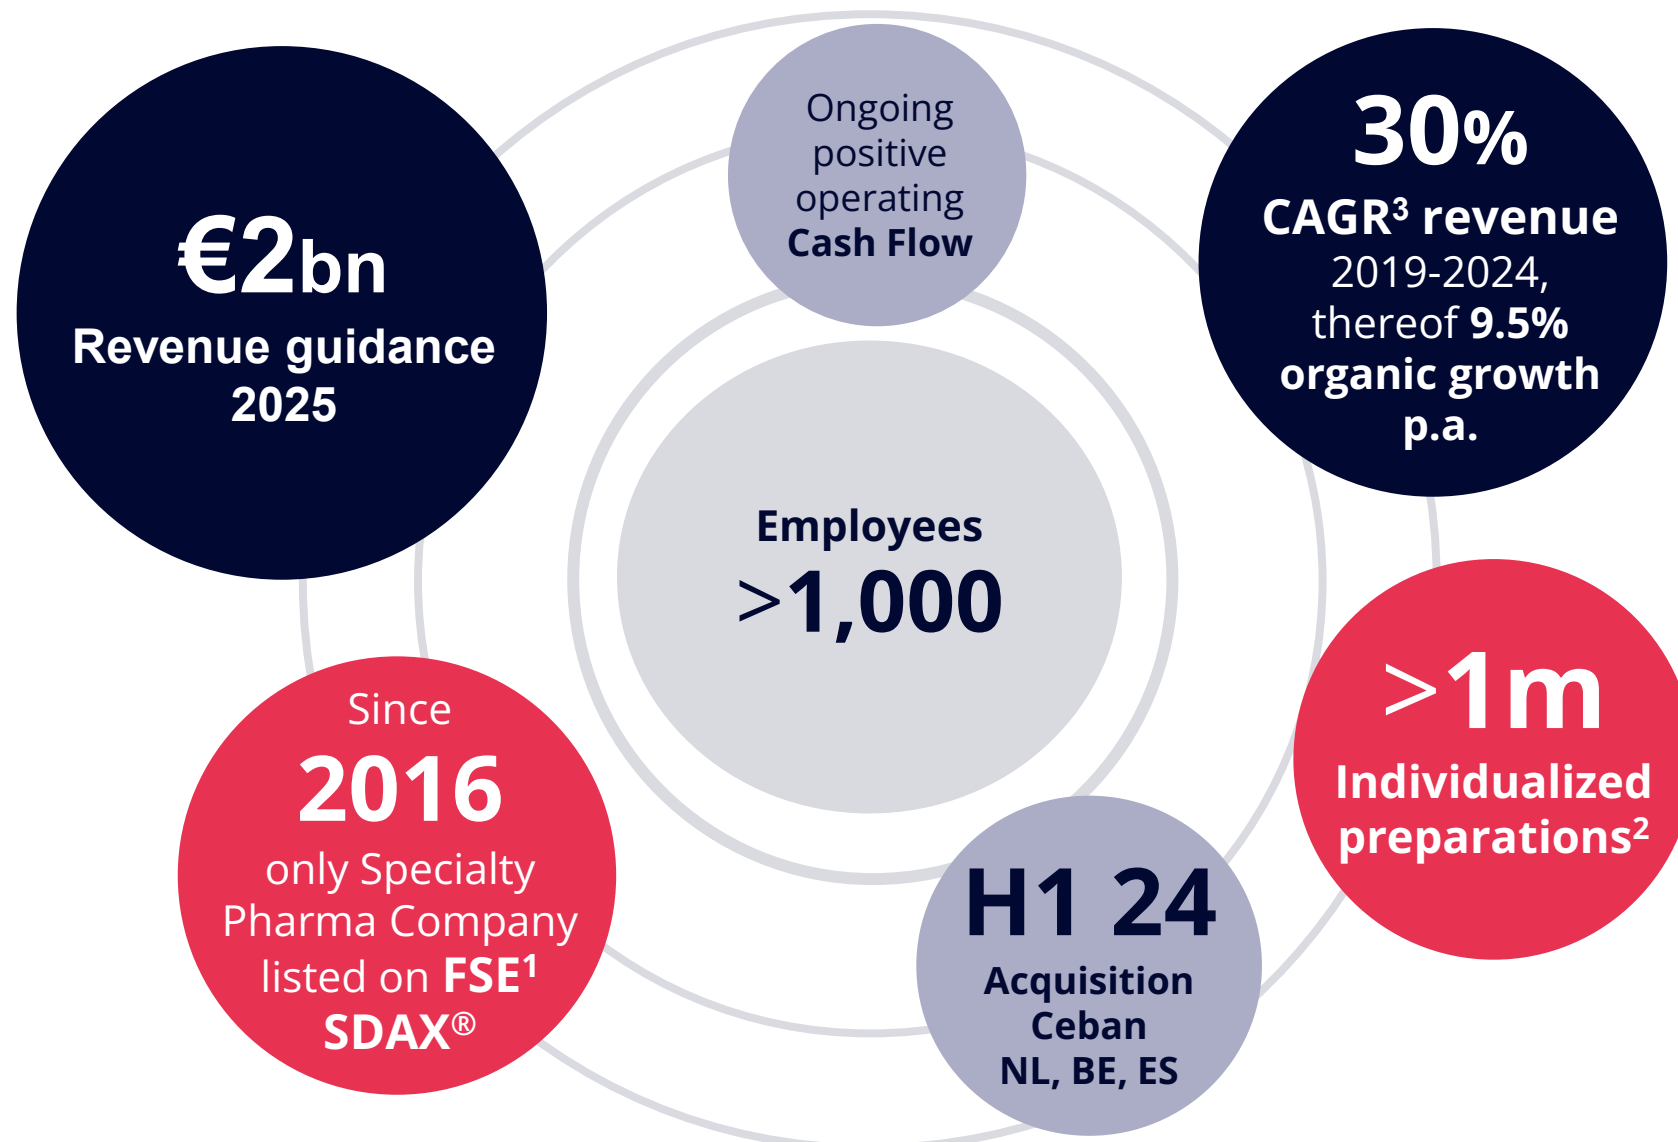 €2bn
Revenue guidance
2025
Ongoing
positive
operating
Cash Flow
30%
CAGR³ revenue
2019-2024,
thereof 9.5%
organic growth
p.a.
Employees
>1,000
>1m
Individualized
preparations²
Since
2016
only Specialty
Pharma Company
listed on FSE¹
SDAX®
H1 24
Acquisition
Ceban
NL, BE, ES